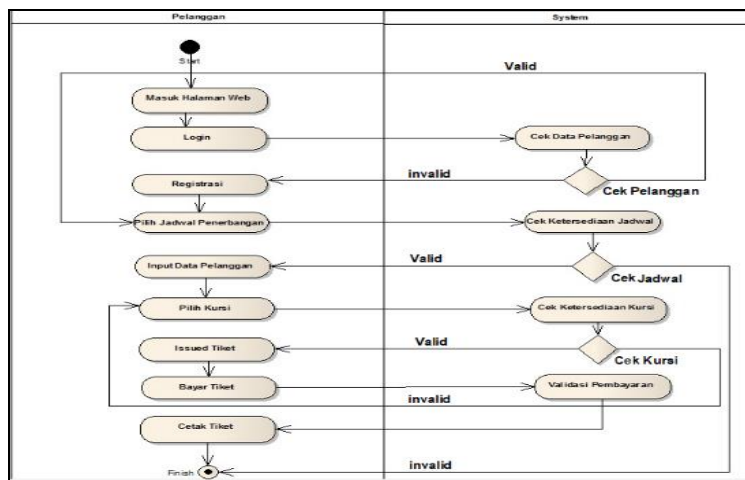 Pelanggan
System
Start
Valid
Masuk Halaman Web
Login
Cek Data Pelanggan
invalid
Registrasi
Cek Pelanggan
Pilih Jadwal Penerbangan
Cek Ketersediaan Jadwal
Valid
Input Data Pelanggan
Cek Jadwal
Pilih Kursi
Cek Ketersediaan Kursi
Valid
Issued Tiket
Cek Kursi
Bayar Tiket
Validasi Pembayaran
invalid
Cetak Tiket
invalid
Finish